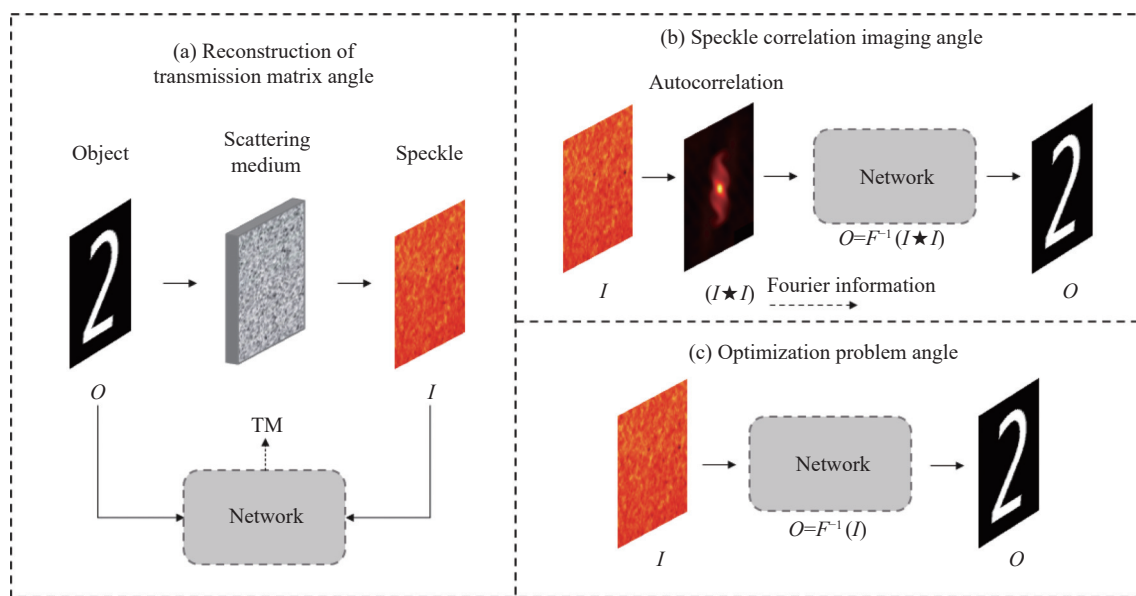 (a) Reconstruction of
transmission matrix angle
Object
Scattering
medium
Speckle
2
O
I
TM
Network
(b) Speckle correlation imaging angle
Autocorrelation
Network
O=F⁻¹(I★I)
2
I
(I★I)
Fourier information
O
(c) Optimization problem angle
Network
O=F⁻¹(I)
2
I
O